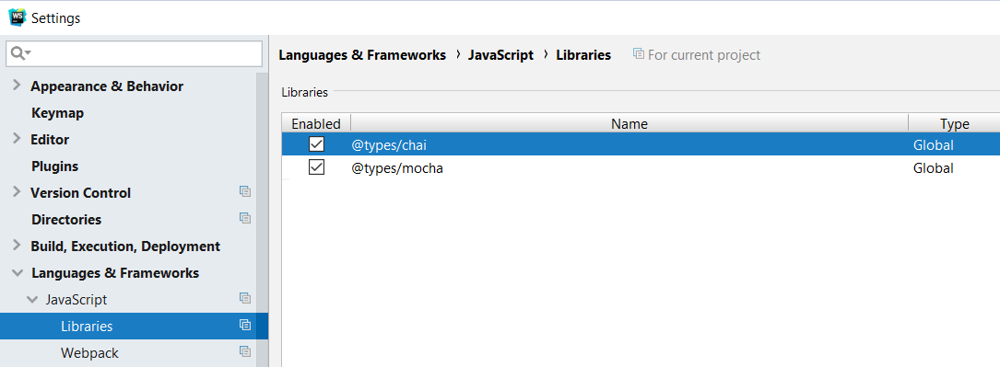 WS
Settings
Appearance & Behavior
Keymap
Editor
Plugins
Version Control
Directories
Build, Execution, Deployment
Languages & Frameworks
JavaScript
Libraries
Webpack
Languages & Frameworks › JavaScript › Libraries For current project
Libraries
Enabled Name Type
@types/chai Global
@types/mocha Global